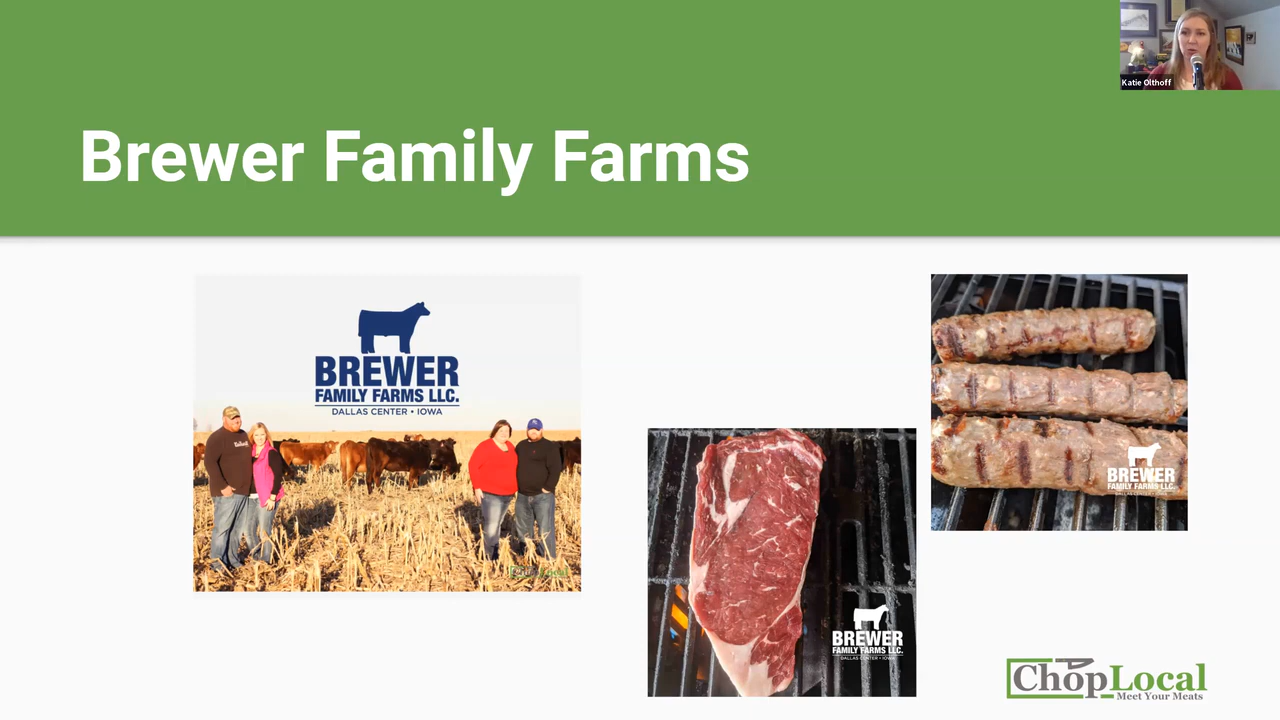 Katie Olthoff
Brewer Family Farms
BREWER
FAMILY FARMS LLC.
DALLAS CENTER • IOWA
ChopLocal
BREWER
FAMILY FARMS LLC.
DALLAS CENTER • IOWA
BREWER
FAMILY FARMS LLC.
DALLAS CENTER • IOWA
ChopLocal
Meet Your Meats